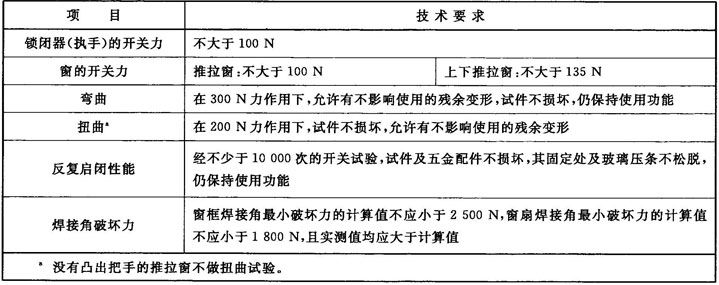 项 目 技术要求
锁闭器(执手)的开关力 不大于 100 N
窗的开关力 推拉窗:不大于 100 N 上下推拉窗:不大于 135 N
弯曲 在 300 N 力作用下,允许有不影响使用的残余变形,试件不损坏,仍保持使用功能
扭曲ᵃ 在 200 N 力作用下,试件不损坏,允许有不影响使用的残余变形
反复启闭性能 经不少于 10 000 次的开关试验,试件及五金配件不损坏,其固定处及玻璃压条不松脱,
仍保持使用功能
焊接角破坏力 窗框焊接角最小破坏力的计算值不应小于 2 500 N,窗扇焊接角最小破坏力的计算值
不应小于 1 800 N,且实测值均应大于计算值
ᵃ 没有凸出把手的推拉窗不做扭曲试验。